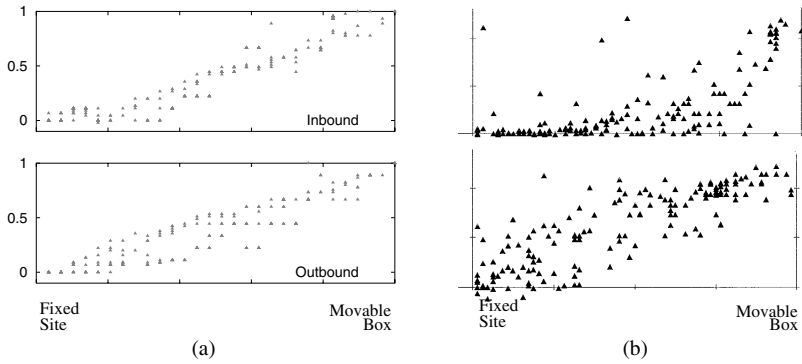 1
0.5
0
Inbound
1
0.5
0
Outbound
Fixed
Site
Movable
Box
Fixed
Site
Movable
Box
(a)
(b)